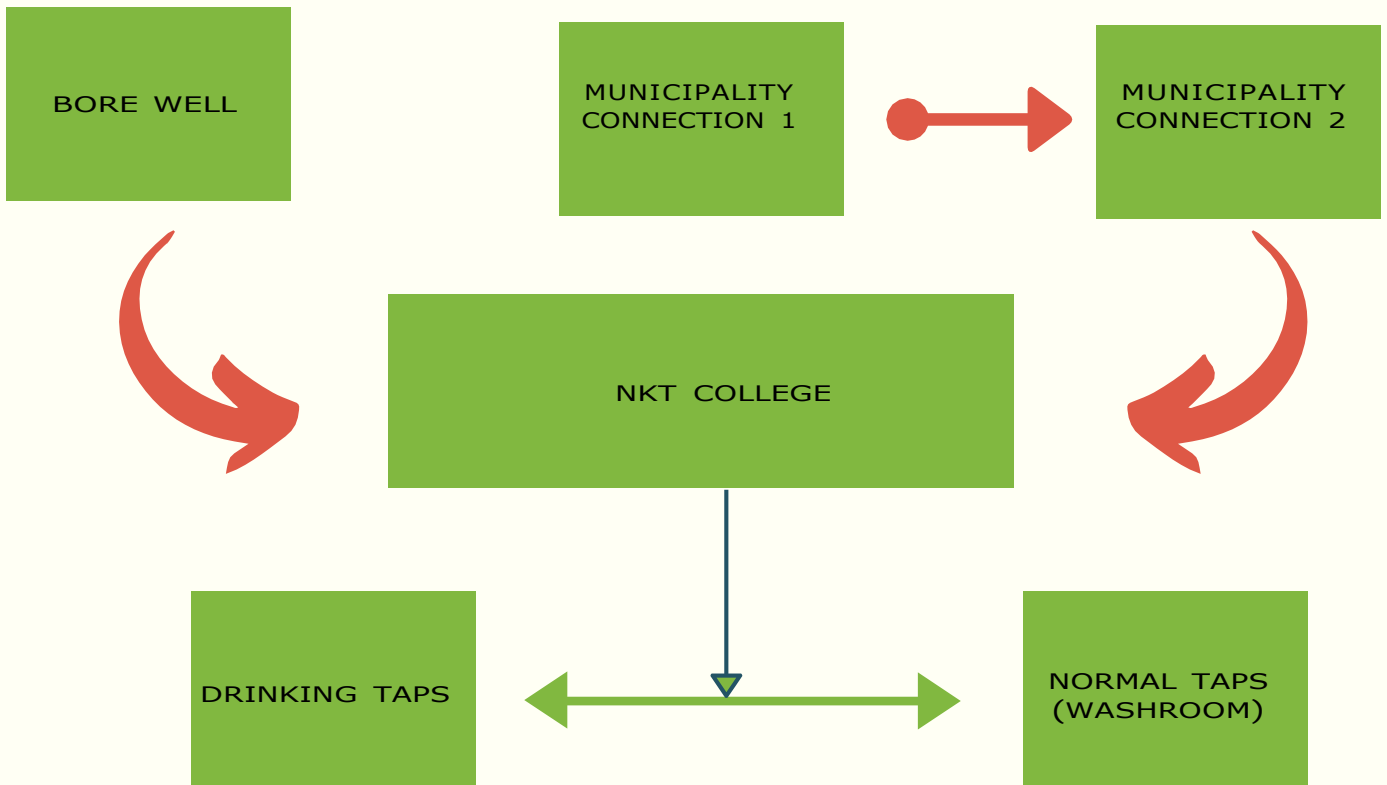 BORE WELL
MUNICIPALITY
CONNECTION 1
MUNICIPALITY
CONNECTION 2
NKT COLLEGE
DRINKING TAPS
NORMAL TAPS
(WASHROOM)